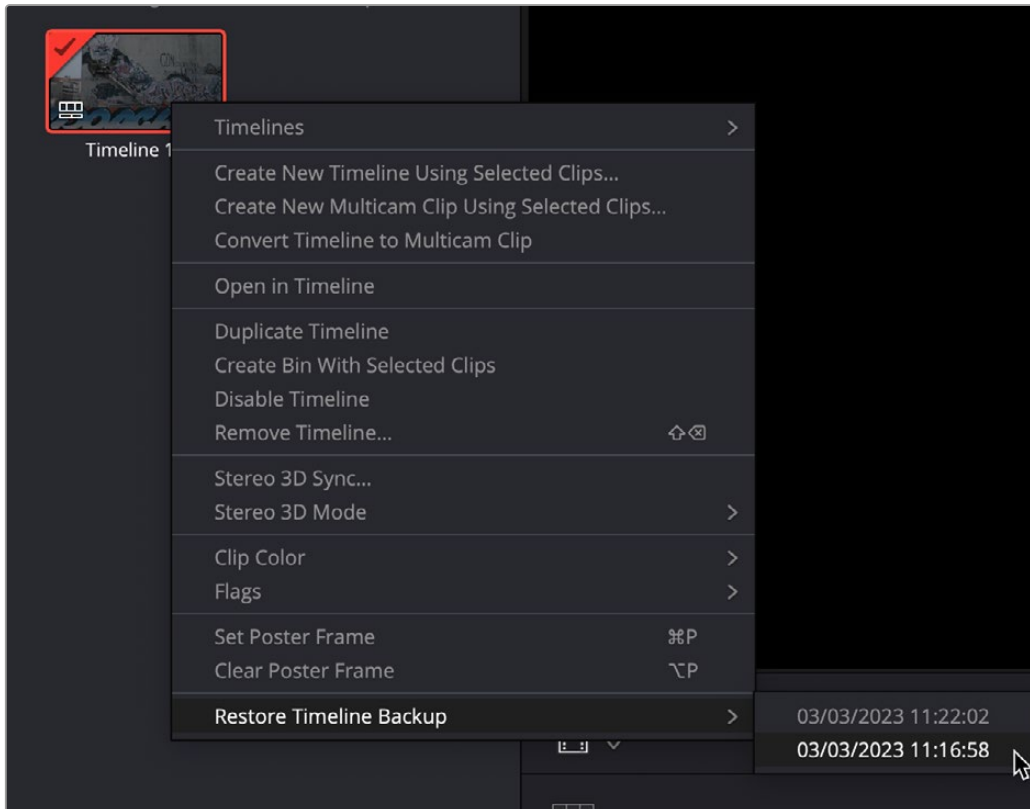 Timeline 1
Timelines
Create New Timeline Using Selected Clips...
Create New Multicam Clip Using Selected Clips...
Convert Timeline to Multicam Clip
Open in Timeline
Duplicate Timeline
Create Bin With Selected Clips
Disable Timeline
Remove Timeline...
Stereo 3D Sync...
Stereo 3D Mode
Clip Color
Flags
Set Poster Frame ⌘P
Clear Poster Frame ⌥P
Restore Timeline Backup
03/03/2023 11:22:02
03/03/2023 11:16:58